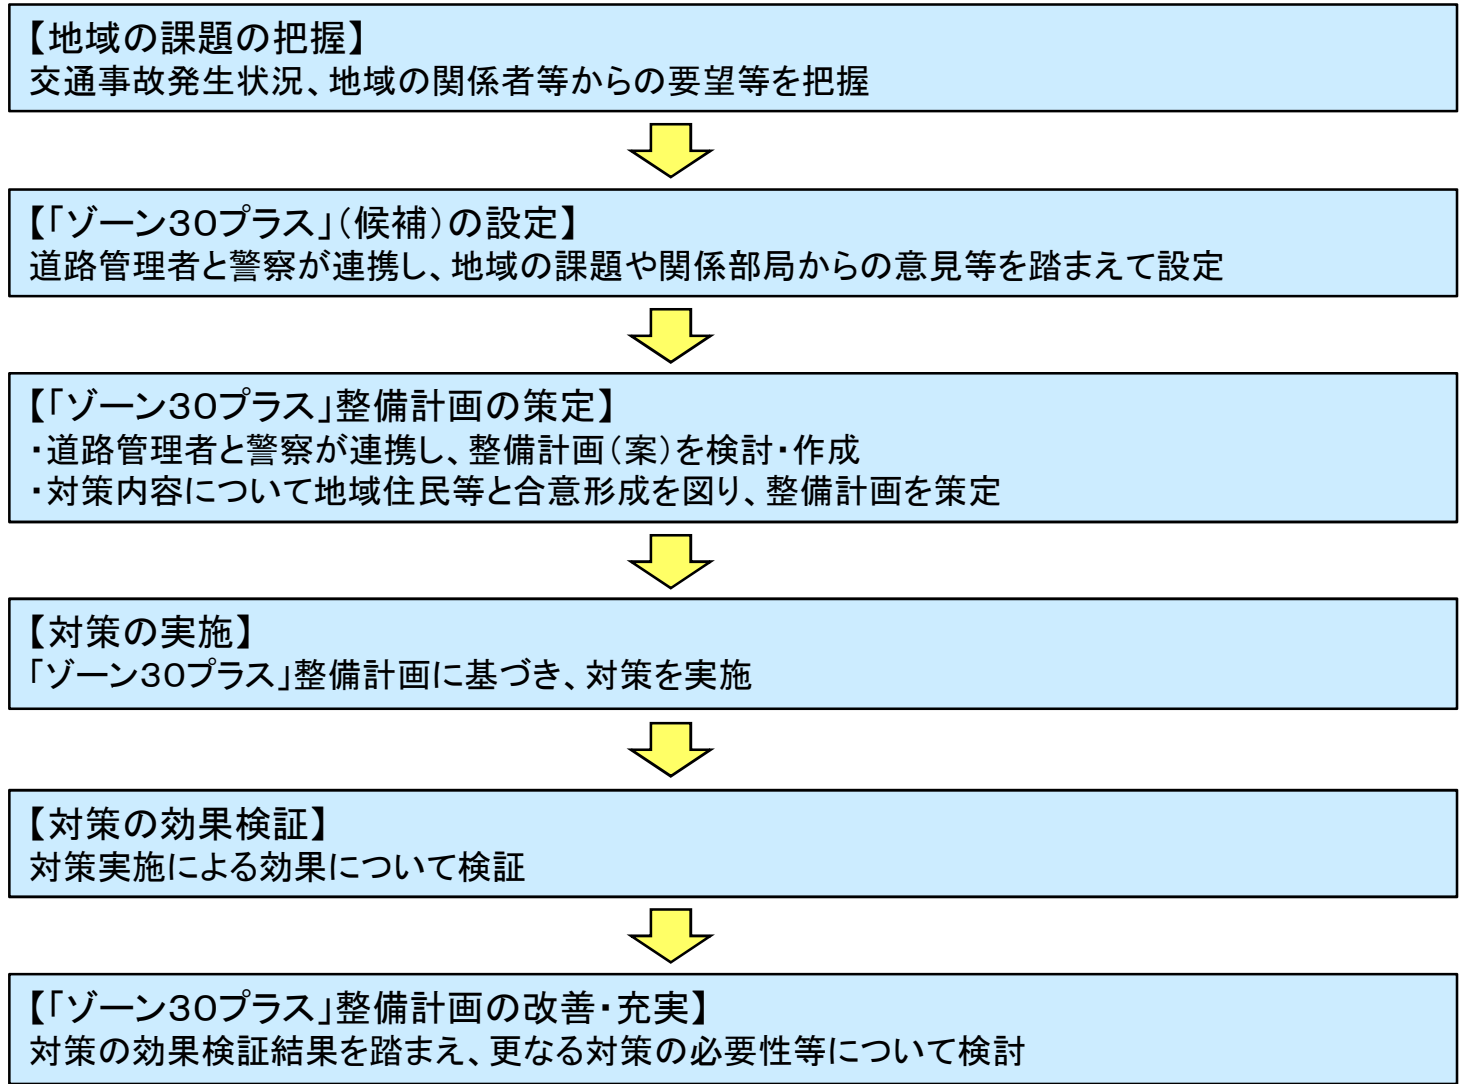 【地域の課題の把握】
交通事故発生状況、地域の関係者等からの要望等を把握
【「ゾーン30プラス」（候補）の設定】
道路管理者と警察が連携し、地域の課題や関係部局からの意見等を踏まえて設定
【「ゾーン30プラス」整備計画の策定】
・道路管理者と警察が連携し、整備計画（案）を検討・作成
・対策内容について地域住民等と合意形成を図り、整備計画を策定
【対策の実施】
「ゾーン30プラス」整備計画に基づき、対策を実施
【対策の効果検証】
対策実施による効果について検証
【「ゾーン30プラス」整備計画の改善・充実】
対策の効果検証結果を踏まえ、更なる対策の必要性等について検討